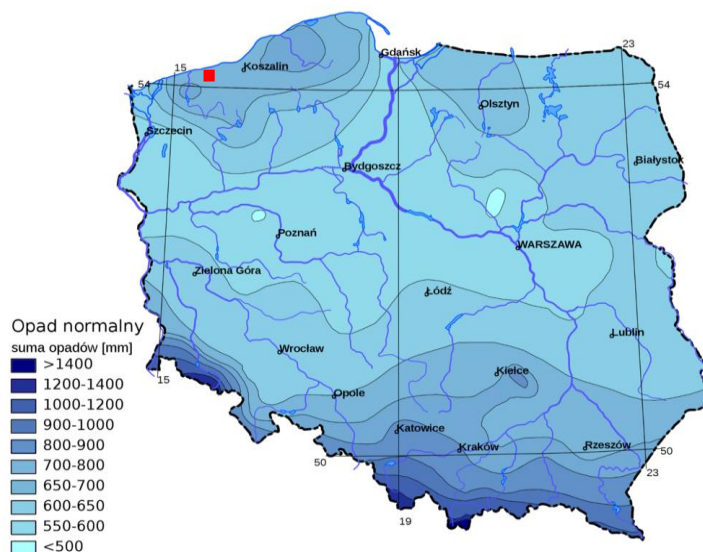 Gdańsk
23
15
Koszalin
54
54
Olsztyn
Szczecin
Bydgoszcz
Białystok
Poznań
WARSZAWA
Zielona Góra
Łódź
Opad normalny
Lublin
suma opadów [mm]
Wrocław
>1400
15
Kielce
1200-1400
Opole
1000-1200
900-1000
Katowice
800-900
Kraków
Rzeszów
50
700-800
50
23
650-700
600-650
550-600
19
<500